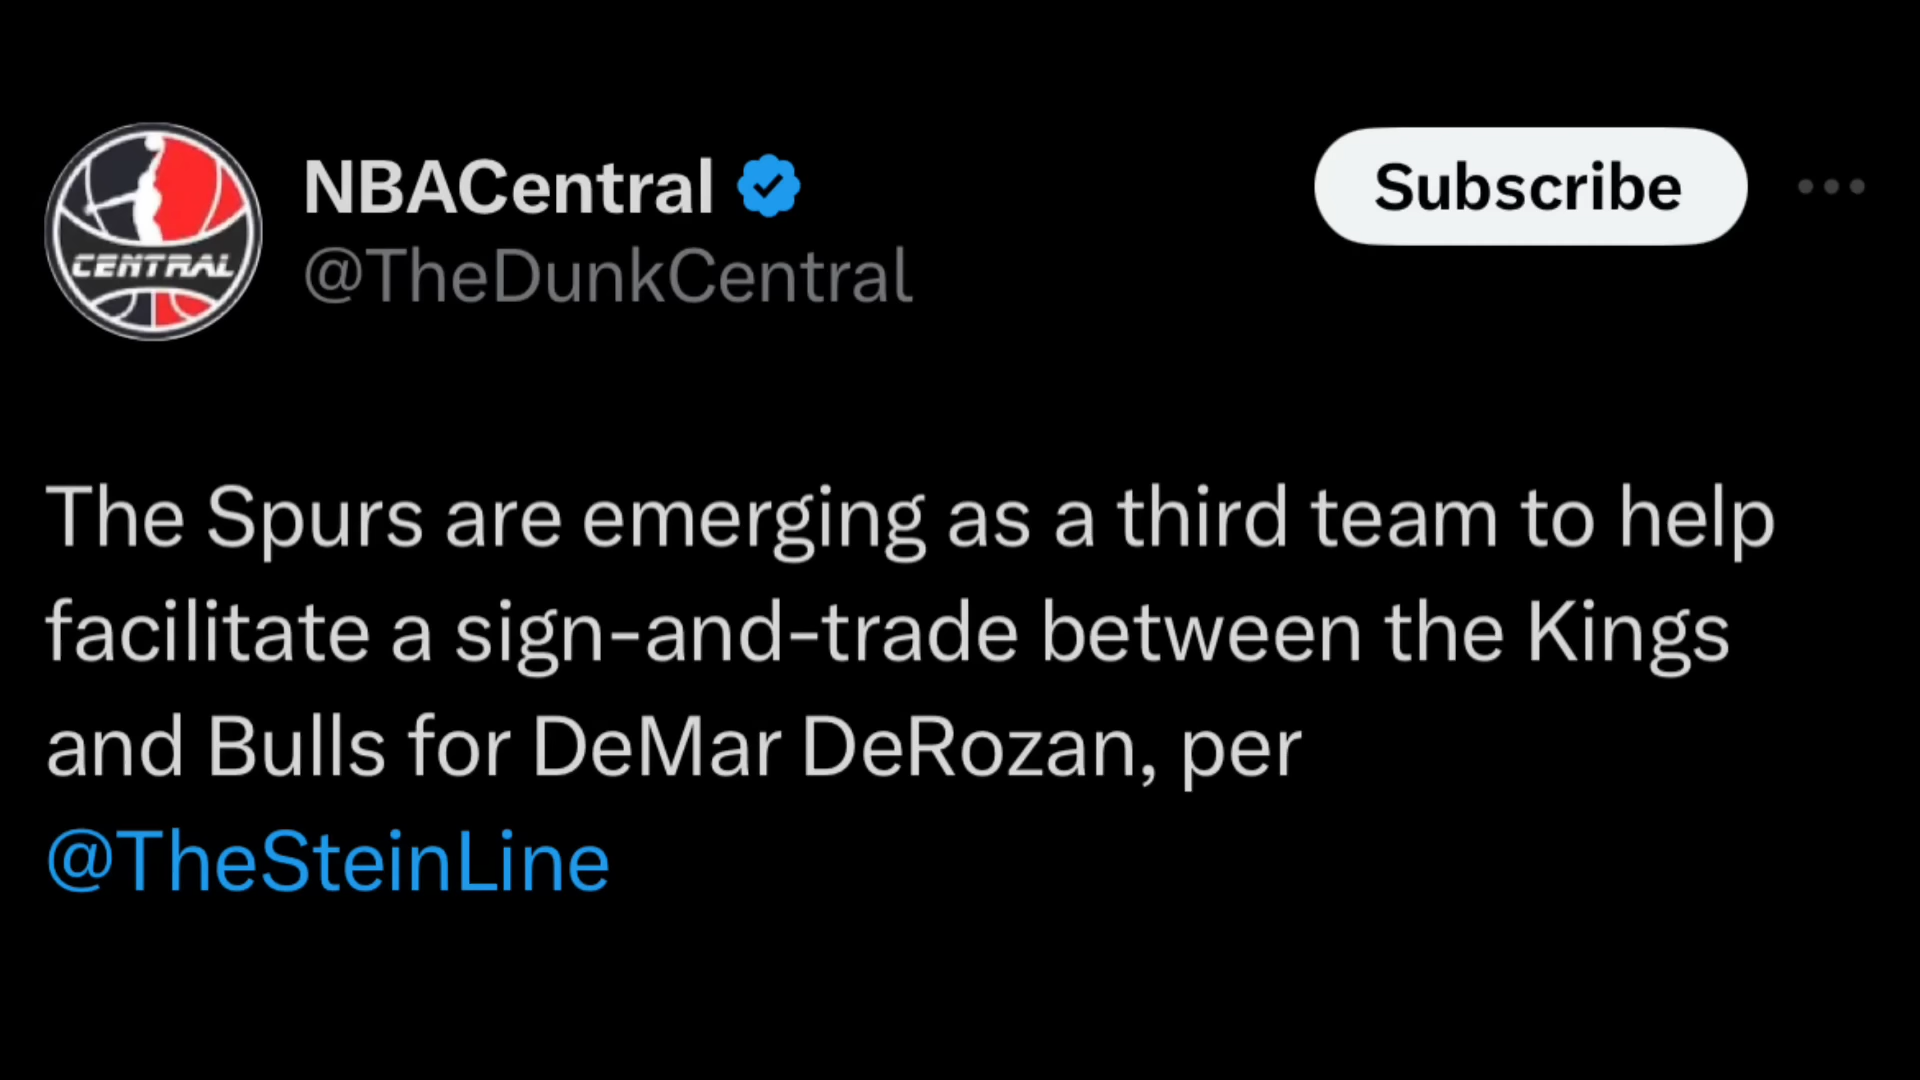 CENTRAL
NBACentral
@TheDunkCentral
Subscribe
The Spurs are emerging as a third team to help
facilitate a sign-and-trade between the Kings
and Bulls for DeMar DeRozan, per
@TheSteinLine